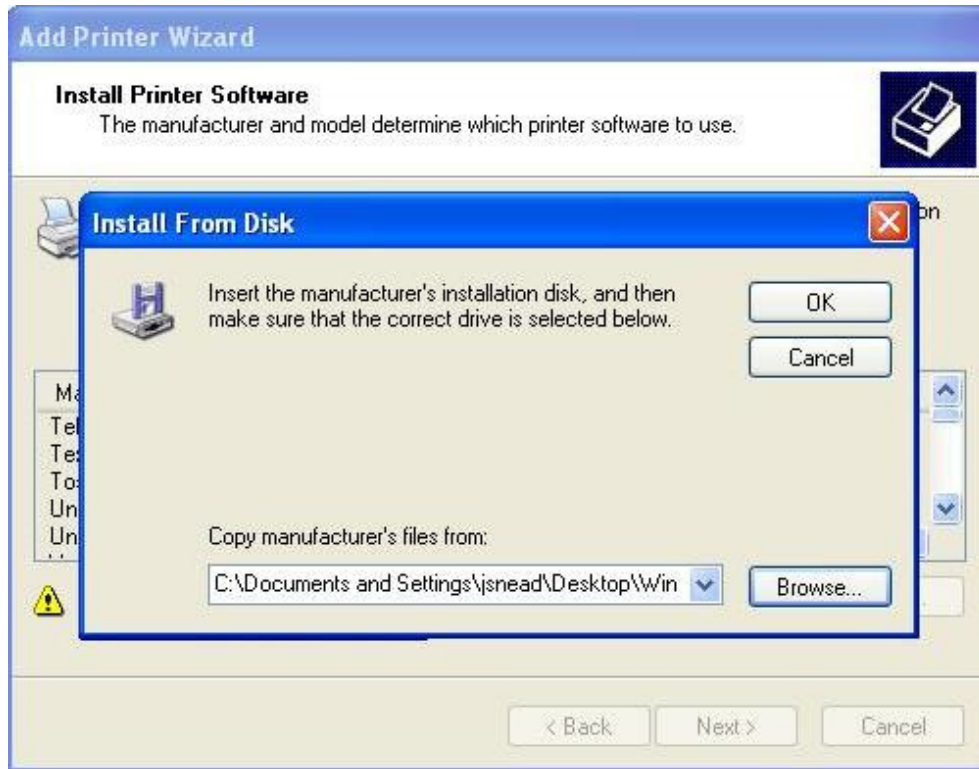 Add Printer Wizard
Install Printer Software
The manufacturer and model determine which printer software to use.
Install From Disk
Insert the manufacturer's installation disk, and then
make sure that the correct drive is selected below.
OK
Cancel
Copy manufacturer's files from:
C:\Documents and Settings\jsnead\Desktop\Win
Browse...
< Back
Next >
Cancel